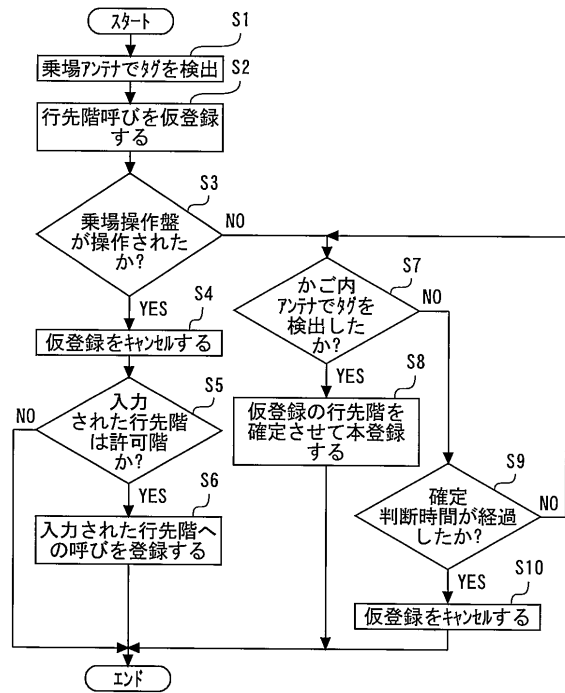 スタート
S1
乗場アンテナでタグを検出
S2
行先階呼びを仮登録
する
S3
乗場操作盤
が操作された
か?
NO
YES
S4
仮登録をキャンセルする
S5
入力
された行先階
は許可階
か?
NO
YES
S6
入力された行先階へ
の呼びを登録する
S7
かご内
アンテナでタグを
検出した
か?
NO
YES
S8
仮登録の行先階を
確定させて本登録
する
S9
確定
判断時間が経過
したか?
NO
YES
S10
仮登録をキャンセルする
エンド